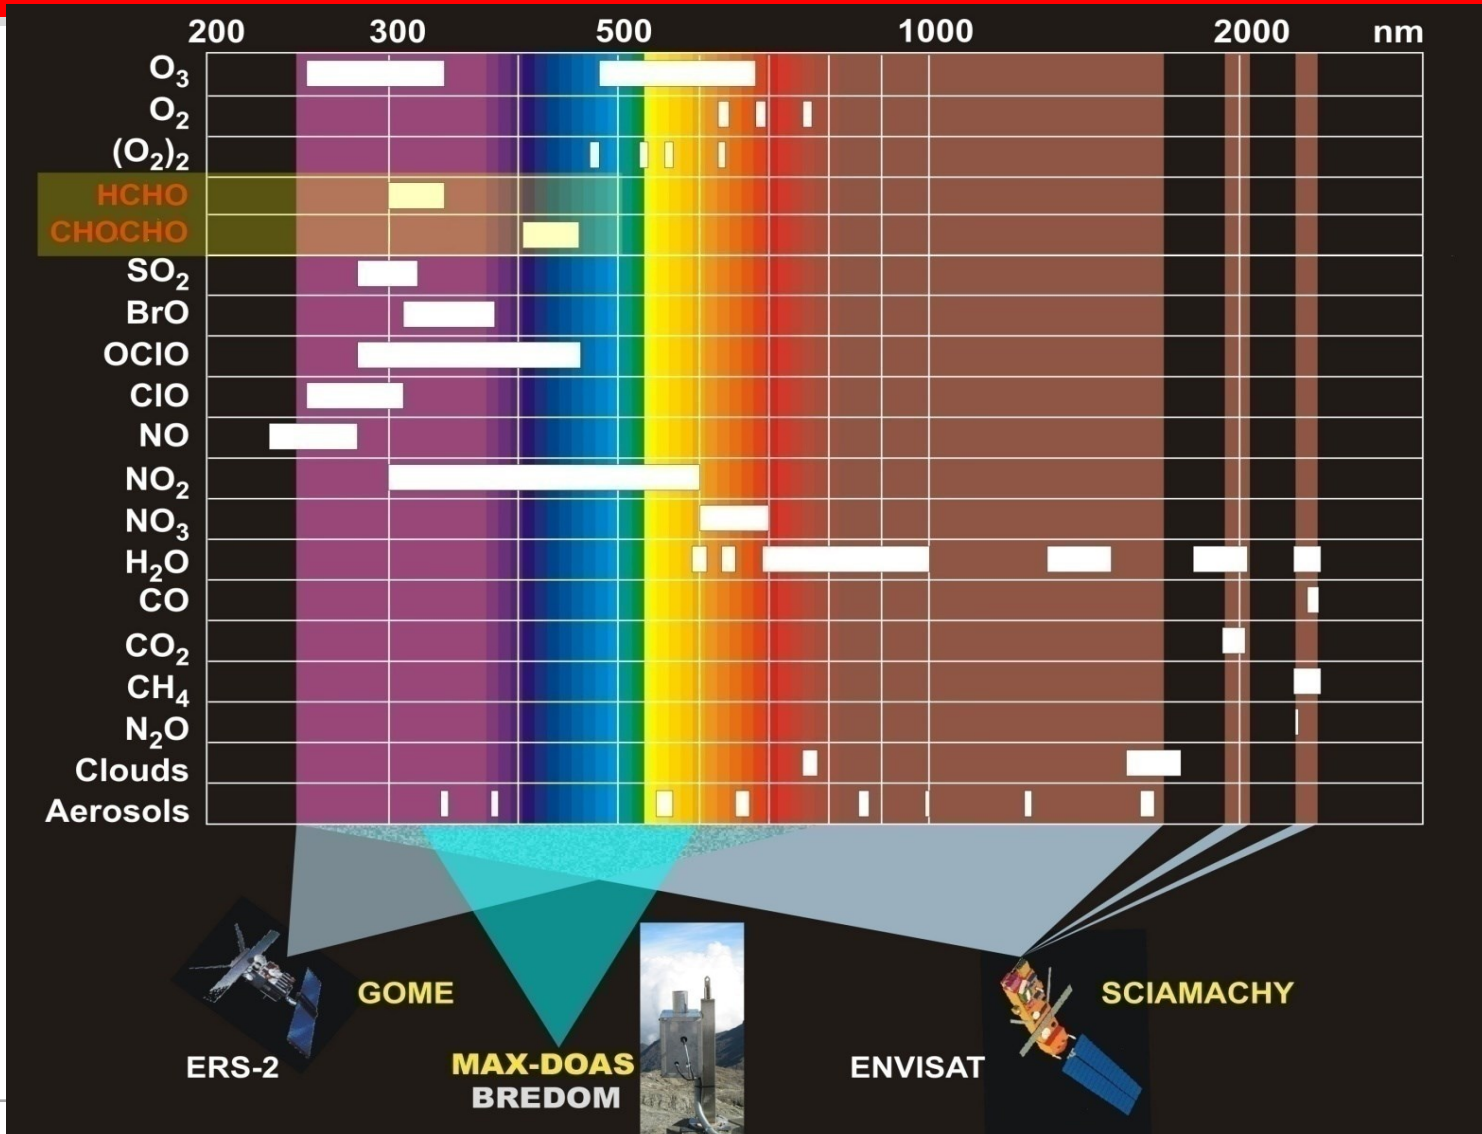 200 300 500 1000 2000 nm
O₃
O₂
(O₂)₂
HCHO
CHOCHO
SO₂
BrO
OClO
ClO
NO
NO₂
NO₃
H₂O
CO
CO₂
CH₄
N₂O
Clouds
Aerosols
GOME
SCIAMACHY
ERS-2
MAX-DOAS
ENVISAT
BREDOM